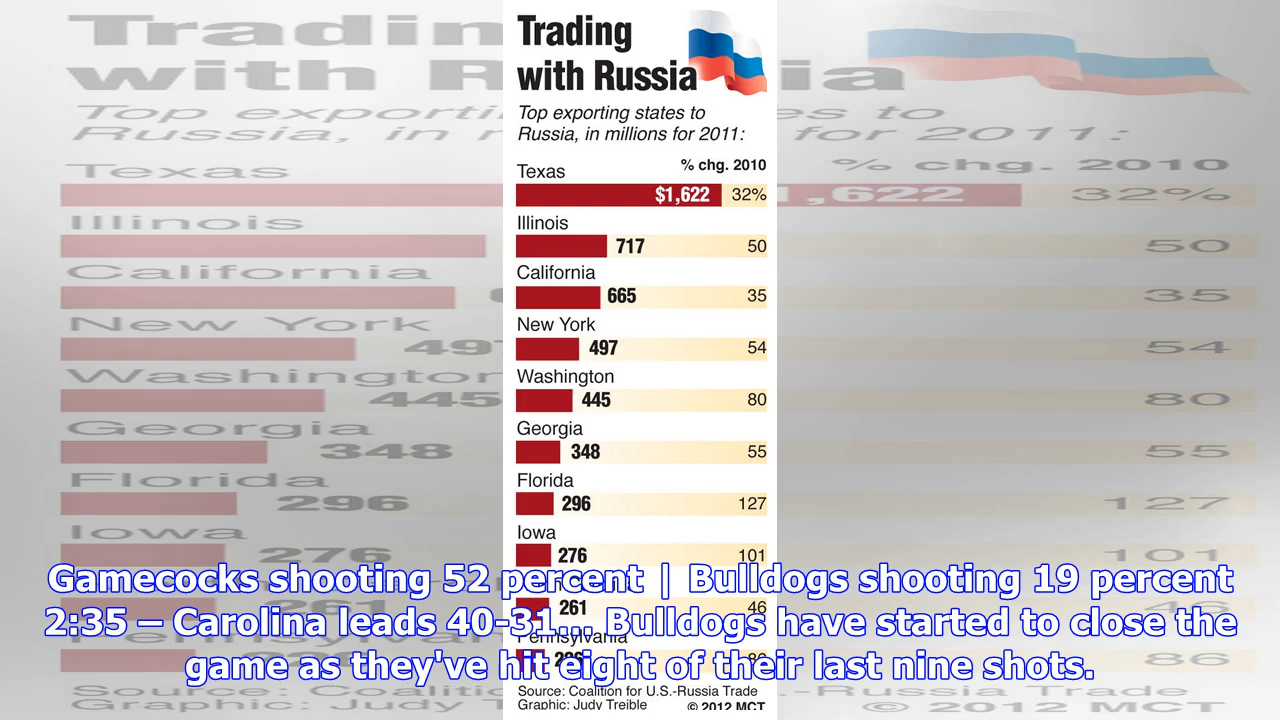 Trading
with Russia
Top exporting states to
Russia, in millions for 2011:
% chg. 2010
Texas
$1,622 32%
Illinois
717 50
California
665 35
New York
497 54
Washington
445 80
Georgia
348 55
Florida
296 127
Iowa
276 101
261 46
Pennsylvania
86
Source: Coalition for U.S.-Russia Trade
Graphic: Judy Treible © 2012 MCT
Gamecocks shooting 52 percent | Bulldogs shooting 19 percent
2:35 – Carolina leads 40-31... Bulldogs have started to close the
game as they've hit eight of their last nine shots.